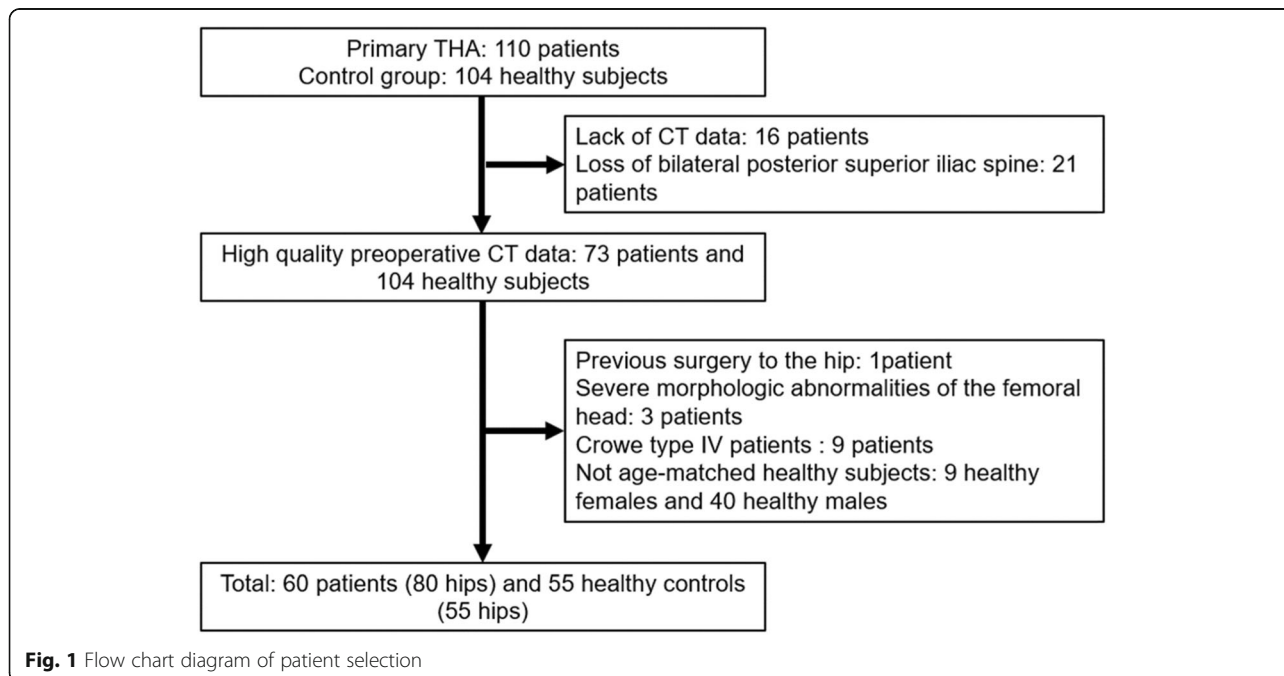 Primary THA: 110 patients
Control group: 104 healthy subjects
Lack of CT data: 16 patients
Loss of bilateral posterior superior iliac spine: 21
patients
High quality preoperative CT data: 73 patients and
104 healthy subjects
Previous surgery to the hip: 1patient
Severe morphologic abnormalities of the femoral
head: 3 patients
Crowe type IV patients : 9 patients
Not age-matched healthy subjects: 9 healthy
females and 40 healthy males
Total: 60 patients (80 hips) and 55 healthy controls
(55 hips)
Fig. 1 Flow chart diagram of patient selection